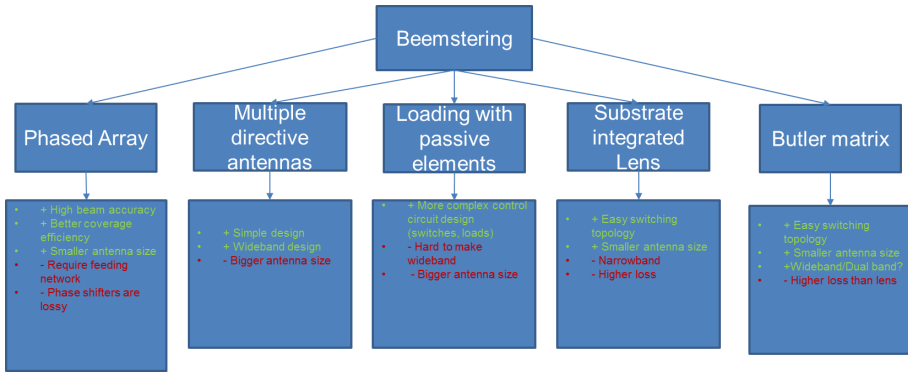 Beemstering
Phased Array
Multiple
directive
antennas
Loading with
passive
elements
Substrate
integrated
Lens
Butler matrix
• + High beam accuracy
• + Better coverage
efficiency
• + Smaller antenna size
• - Require feeding
network
• - Phase shifters are
lossy
• + Simple design
• + Wideband design
• - Bigger antenna size
• + More complex control
circuit design
(switches, loads)
• - Hard to make
wideband
• - Bigger antenna size
• + Easy switching
topology
• + Smaller antenna size
• - Narrowband
• - Higher loss
• + Easy switching
topology
• + Smaller antenna size
• +Wideband/Dual band?
• - Higher loss than lens